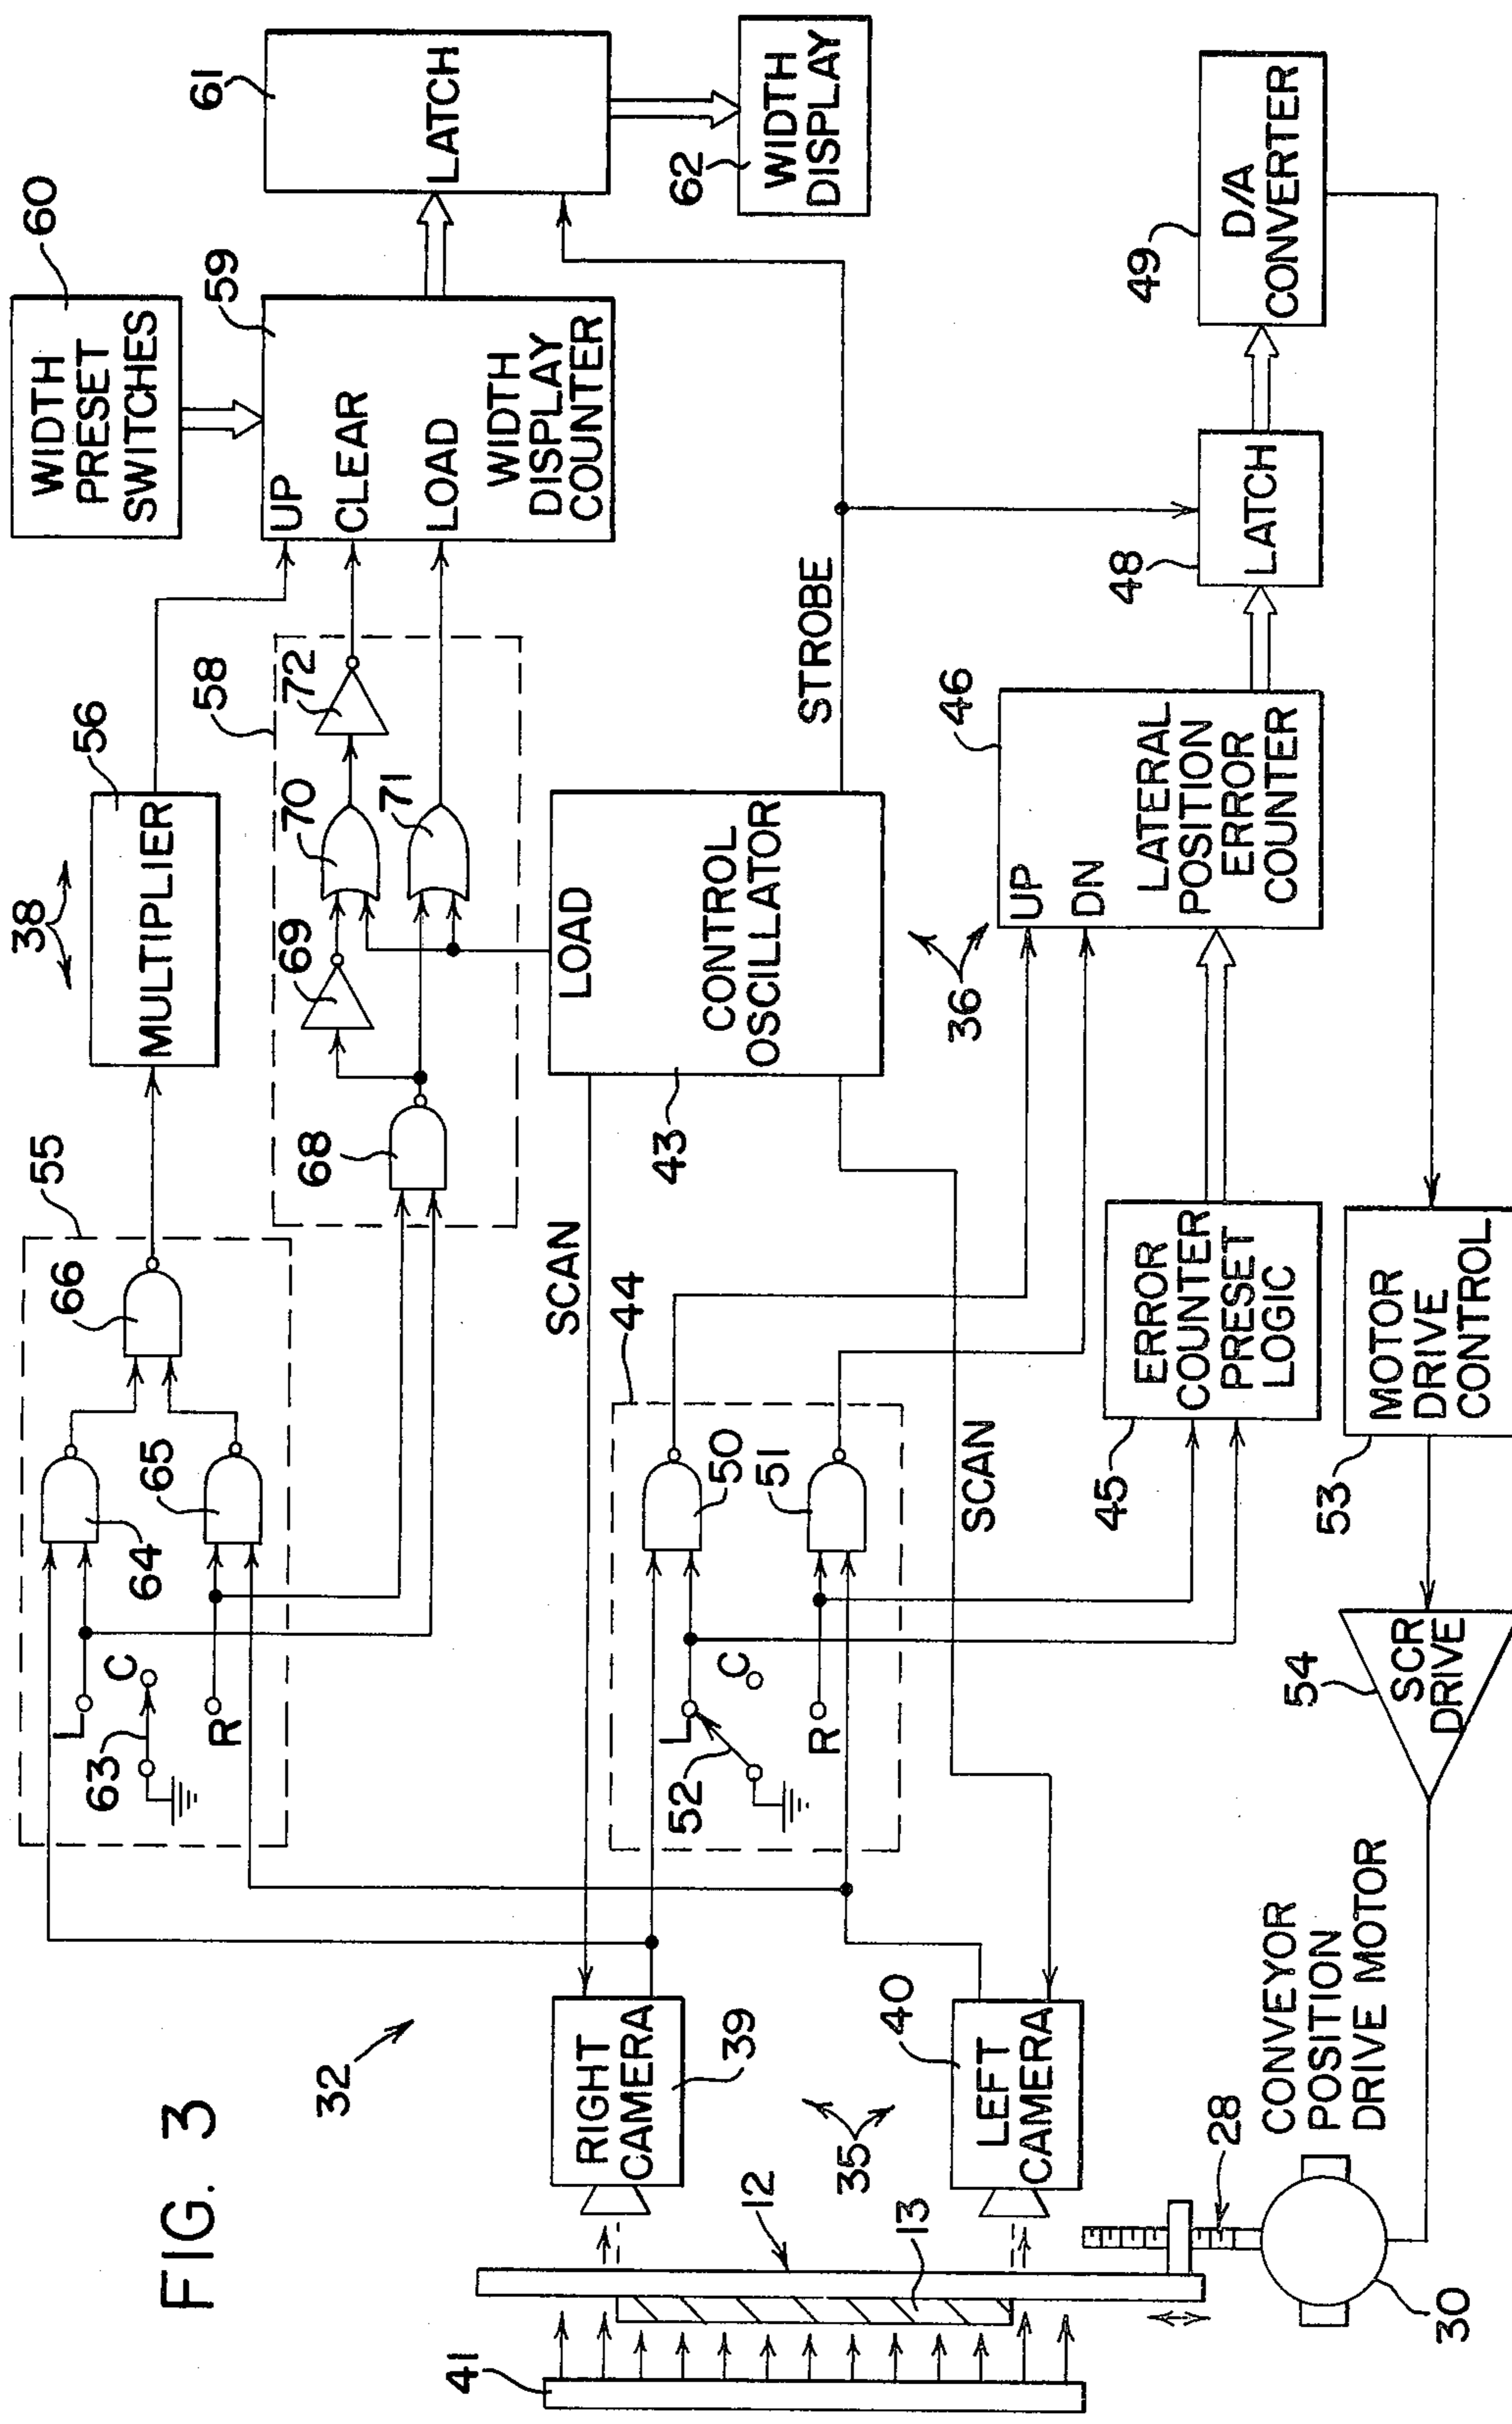 FIG. 3
32
38
55
66
64
65
63
L
C
R
56
MULTIPLIER
60
WIDTH
PRESET
SWITCHES
59
UP
CLEAR
LOAD
WIDTH
DISPLAY
COUNTER
61
LATCH
62
WIDTH
DISPLAY
58
68
69
70
71
72
SCAN
43
LOAD
CONTROL
OSCILLATOR
STROBE
41
12
13
35
RIGHT
CAMERA
39
40
LEFT
CAMERA
44
50
51
52
L
C
R
SCAN
36
46
UP
DN
LATERAL
POSITION
ERROR
COUNTER
48
LATCH
49
D/A
CONVERTER
45
ERROR
COUNTER
PRESET
LOGIC
28
30
CONVEYOR
POSITION
DRIVE MOTOR
54
SCR
DRIVE
53
MOTOR
DRIVE
CONTROL